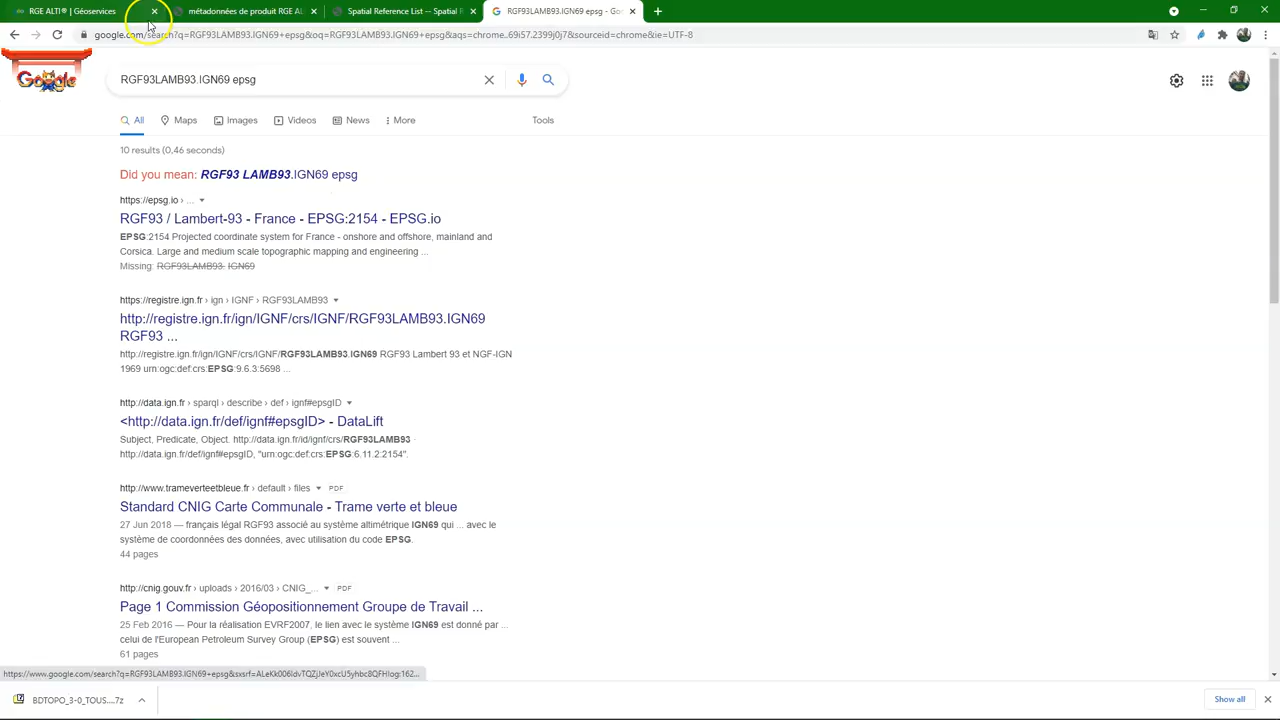 RGE ALTI® | Géoservices
métadonnées de produit RGE AL
Spatial Reference List -- Spatial R
RGF93LAMB93.IGN69 epsg - Go
google.com/search?q=RGF93LAMB93.IGN69+epsg&oq=RGF93LAMB93.IGN69+epsg&aqs=chrome..69i57.2399j0j7&sourceid=chrome&ie=UTF-8
Google
RGF93LAMB93.IGN69 epsg
All
Maps
Images
Videos
News
More
Tools
10 results (0,46 seconds)
Did you mean: RGF93 LAMB93.IGN69 epsg
https://epsg.io › ...
RGF93 / Lambert-93 - France - EPSG:2154 - EPSG.io
EPSG:2154 Projected coordinate system for France - onshore and offshore, mainland and
Corsica. Large and medium scale topographic mapping and engineering ...
Missing: RGF93LAMB93. IGN69
https://registre.ign.fr › ign › IGNF › RGF93LAMB93
http://registre.ign.fr/ign/IGNF/crs/IGNF/RGF93LAMB93.IGN69
RGF93 ...
http://registre.ign.fr/ign/IGNF/crs/IGNF/RGF93LAMB93.IGN69 RGF93 Lambert 93 et NGF-IGN
1969 urn:ogc:def:crs:EPSG:9.6.3:5698 ...
http://data.ign.fr › sparql › describe › def › ignf#epsgID
<http://data.ign.fr/def/ignf#epsgID> - DataLift
Subject, Predicate, Object. http://data.ign.fr/id/ignf/crs/RGF93LAMB93
http://data.ign.fr/def/ignf#epsgID, "urn:ogc:def:crs:EPSG:6.11.2:2154".
http://www.trameverteetbleue.fr › default › files
PDF
Standard CNIG Carte Communale - Trame verte et bleue
27 Jun 2018 — français légal RGF93 associé au système altimétrique IGN69 qui ... avec le
système de coordonnées des données, avec utilisation du code EPSG.
44 pages
http://cnig.gouv.fr › uploads › 2016/03 › CNIG_...
PDF
Page 1 Commission Géopositionnement Groupe de Travail ...
25 Feb 2016 — Pour la réalisation EVRF2007, le lien avec le système IGN69 est donné par ...
celui de l'European Petroleum Survey Group (EPSG) est souvent ...
61 pages
BDTOPO_3-0_TOUS....7z
Show all